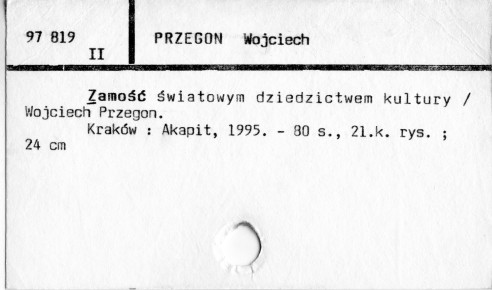 97 819
II
PRZEGON Wojciech
Zamość światowym dziedzictwem kultury /
Wojciech Przegon.
Kraków : Akapit, 1995. - 80 s., 21.k. rys. ;
24 cm